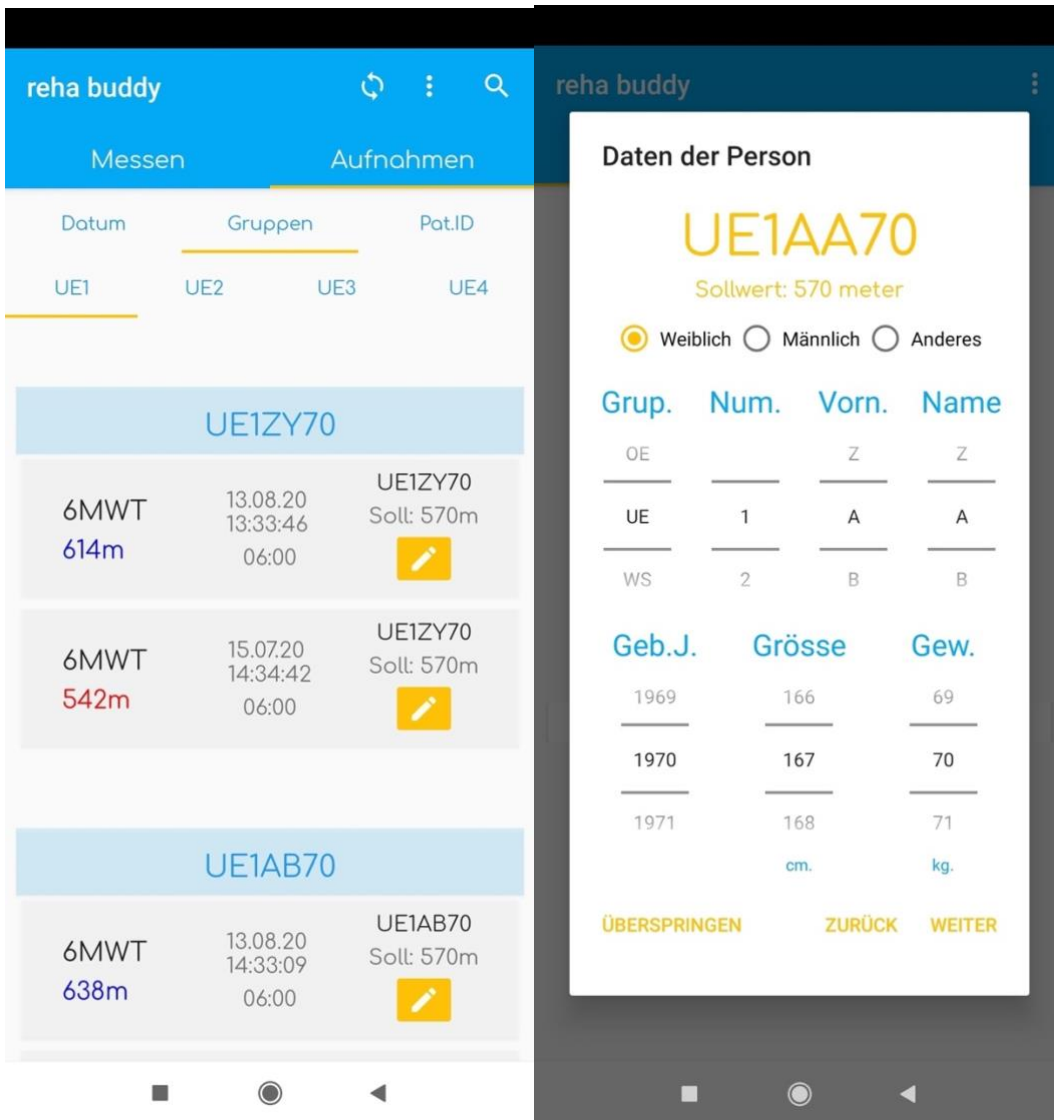 reha buddy
Messen Aufnahmen
Datum Gruppen Pat.ID
UE1 UE2 UE3 UE4
UE1ZY70
6MWT 13.08.20 UE1ZY70
614m 13:33:46 Soll: 570m
06:00
6MWT 15.07.20 UE1ZY70
542m 14:34:42 Soll: 570m
06:00
UE1AB70
6MWT 13.08.20 UE1AB70
638m 14:33:09 Soll: 570m
06:00
reha buddy
Daten der Person
UE1AA70
Sollwert: 570 meter
Weiblich Männlich Anderes
Grup. Num. Vorn. Name
OE Z Z
UE 1 A A
WS 2 B B
Geb.J. Grösse Gew.
1969 166 69
1970 167 70
1971 168 71
cm. kg.
ÜBERSPRINGEN ZURÜCK WEITER